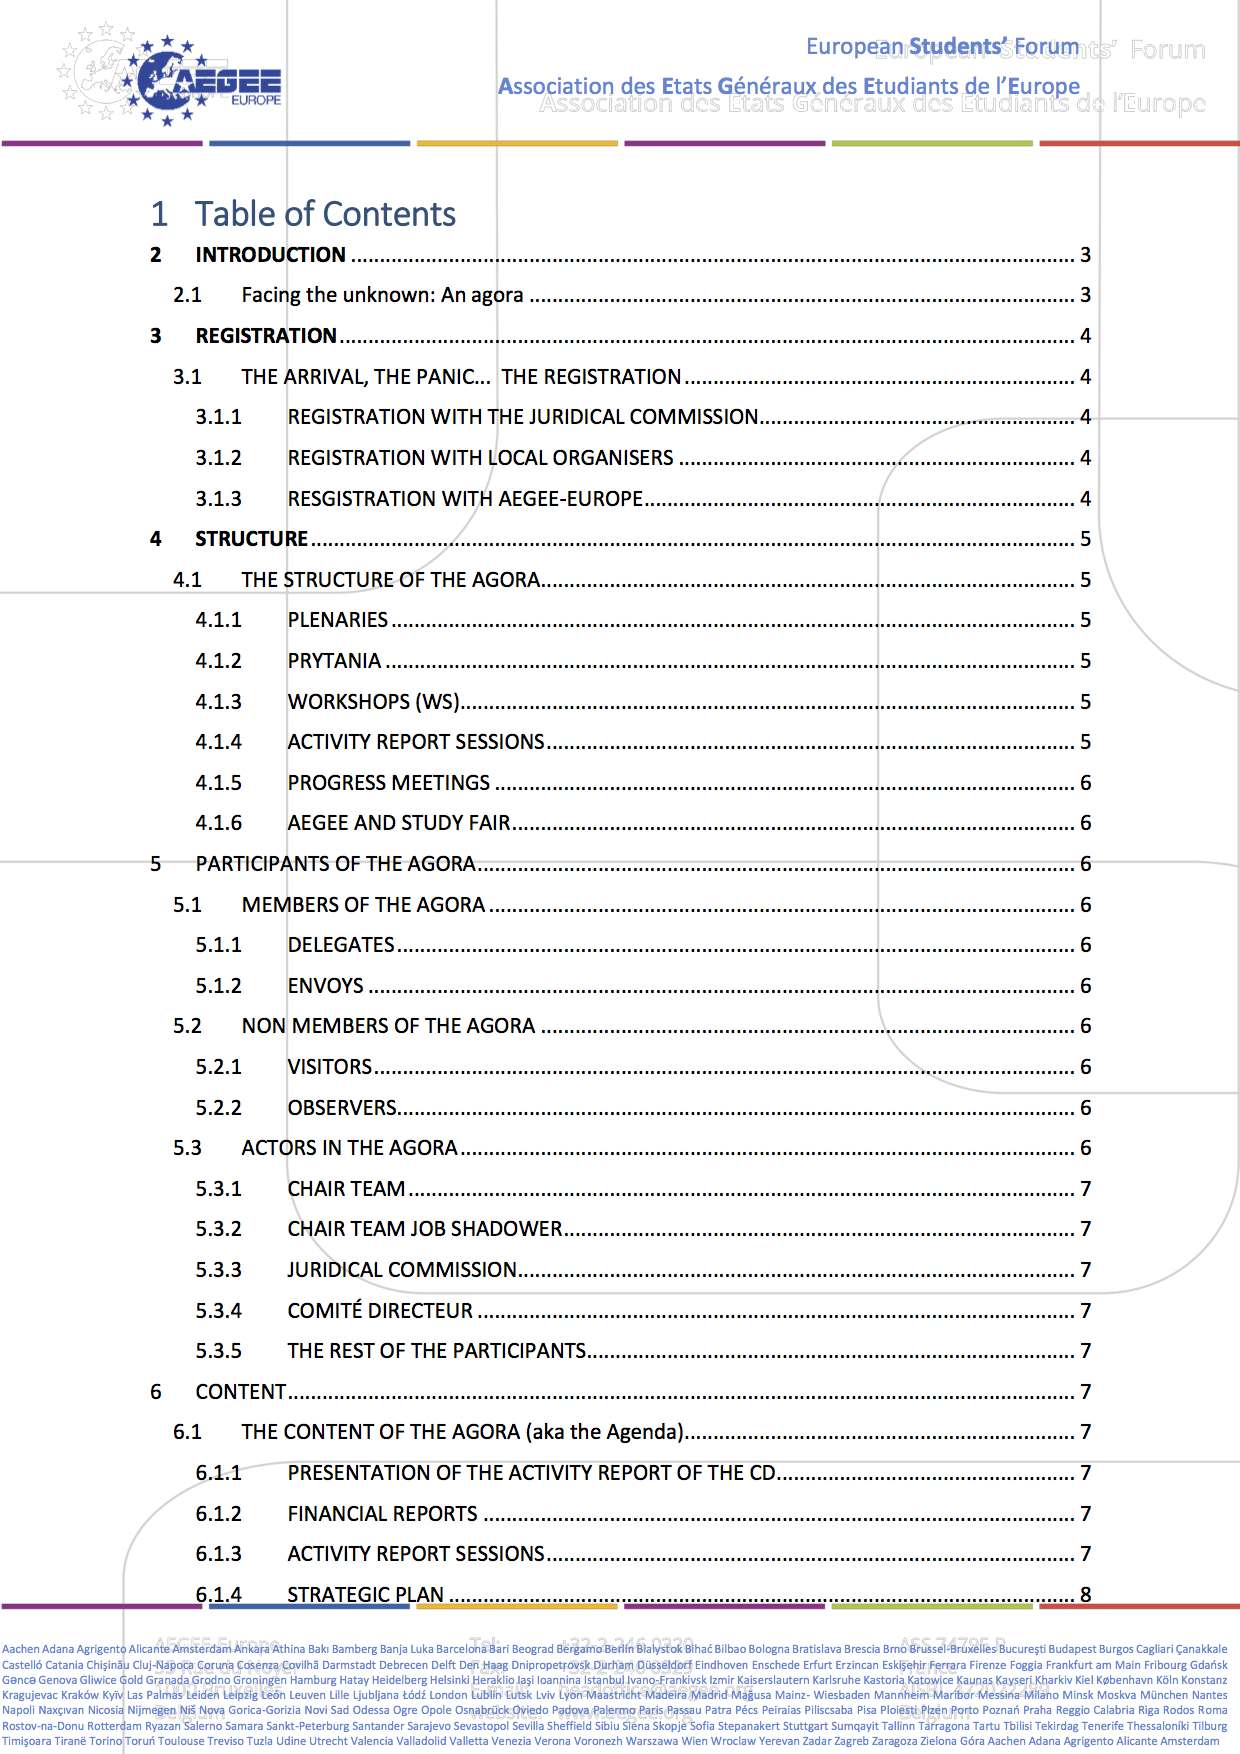 AEGEE
EUROPE
European Students’ Forum
European Students’ Forum
Association des Etats Généraux des Etudiants de l’Europe
Association des Etats Généraux des Etudiants de l’Europe
1 Table of Contents
2 INTRODUCTION 3
2.1 Facing the unknown: An agora 3
3 REGISTRATION 4
3.1 THE ARRIVAL, THE PANIC... THE REGISTRATION 4
3.1.1 REGISTRATION WITH THE JURIDICAL COMMISSION 4
3.1.2 REGISTRATION WITH LOCAL ORGANISERS 4
3.1.3 RESGISTRATION WITH AEGEE-EUROPE 4
4 STRUCTURE 5
4.1 THE STRUCTURE OF THE AGORA 5
4.1.1 PLENARIES 5
4.1.2 PRYTANIA 5
4.1.3 WORKSHOPS (WS) 5
4.1.4 ACTIVITY REPORT SESSIONS 5
4.1.5 PROGRESS MEETINGS 6
4.1.6 AEGEE AND STUDY FAIR 6
5 PARTICIPANTS OF THE AGORA 6
5.1 MEMBERS OF THE AGORA 6
5.1.1 DELEGATES 6
5.1.2 ENVOYS 6
5.2 NON MEMBERS OF THE AGORA 6
5.2.1 VISITORS 6
5.2.2 OBSERVERS 6
5.3 ACTORS IN THE AGORA 6
5.3.1 CHAIR TEAM 7
5.3.2 CHAIR TEAM JOB SHADOWER 7
5.3.3 JURIDICAL COMMISSION 7
5.3.4 COMITÉ DIRECTEUR 7
5.3.5 THE REST OF THE PARTICIPANTS 7
6 CONTENT 7
6.1 THE CONTENT OF THE AGORA (aka the Agenda) 7
6.1.1 PRESENTATION OF THE ACTIVITY REPORT OF THE CD 7
6.1.2 FINANCIAL REPORTS 7
6.1.3 ACTIVITY REPORT SESSIONS 7
6.1.4 STRATEGIC PLAN 8
Aachen Adana Agrigento Alicante Amsterdam Ankara Athina Bakı Bamberg Banja Luka Barcelona Bari Beograd Bergamo Berlin Białystok Bihać Bilbao Bologna Bratislava Brescia Brno Brussel-Bruxelles București Budapest Burgos Cagliari Çanakkale
Castelló Catania Chişinău Cluj-Napoca Coruña Cosenza Covilhã Darmstadt Debrecen Delft Den Haag Dnipropetrovsk Durham Düsseldorf Eindhoven Enschede Erfurt Erzincan Eskişehir Ferrara Firenze Foggia Frankfurt am Main Fribourg Gdańsk
Gəncə Genova Gliwice Gold Granada Grodno Groningen Hamburg Hatay Heidelberg Helsinki Heraklio Iaşi Ioannina Istanbul Ivano-Frankivsk Izmir Kaiserslautern Karlsruhe Kastoria Katowice Kaunas Kayseri Kharkiv Kiel København Köln Konstanz
Kragujevac Kraków Kyïv Las Palmas Leiden Leipzig León Leuven Lille Ljubljana Łódź London Lublin Lutsk Lviv Lyon Maastricht Madeira Madrid Mağusa Mainz- Wiesbaden Mannheim Maribor Messina Milano Minsk Moskva München Nantes
Napoli Naxçıvan Nicosia Nijmegen Niš Nova Gorica-Gorizia Novi Sad Odessa Ogre Opole Osnabrück Oviedo Padova Palermo Paris Passau Patra Pécs Peiraias Piliscsaba Pisa Ploiesti Plzen Porto Poznań Praha Reggio Calabria Riga Rodos Roma
Rostov-na-Donu Rotterdam Ryazan Salerno Samara Sankt-Peterburg Santander Sarajevo Sevastopol Sevilla Sheffield Sibiu Siena Skopje Sofia Stepanakert Stuttgart Sumqayit Tallinn Tarragona Tartu Tbilisi Tekirdag Tenerife Thessaloníki Tilburg
Timişoara Tiranë Torino Toruń Toulouse Treviso Tuzla Udine Utrecht Valencia Valladolid Valletta Venezia Verona Voronezh Warszawa Wien Wroclaw Yerevan Zadar Zagreb Zaragoza Zielona Góra Aachen Adana Agrigento Alicante Amsterdam